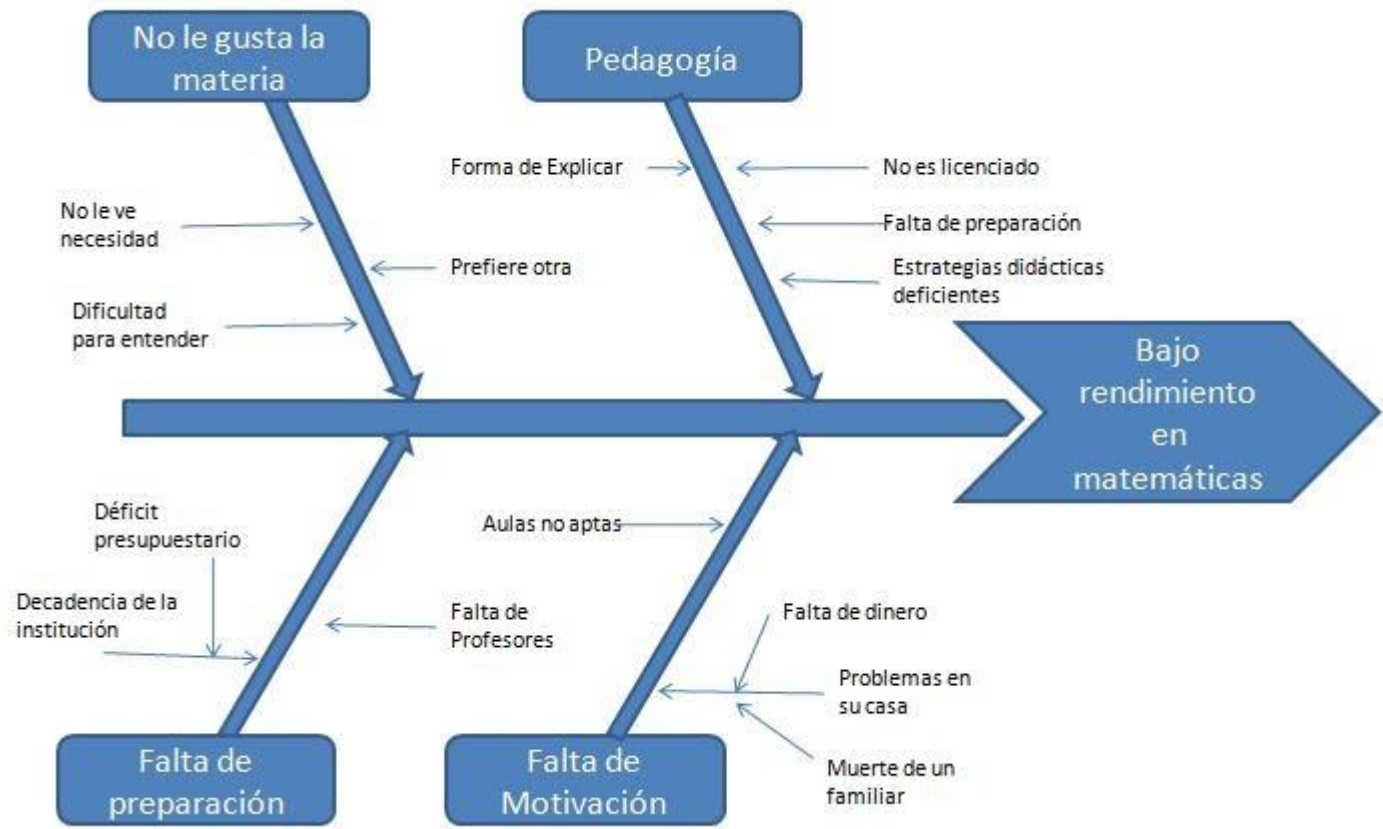 No le gusta la
materia
Pedagogía
Forma de Explicar
No es licenciado
No le ve
necesidad
Falta de preparación
Prefiere otra
Estrategias didácticas
deficientes
Dificultad
para entender
Bajo
rendimiento
en
matemáticas
Déficit
presupuestario
Aulas no aptas
Decadencia de la
institución
Falta de
Profesores
Falta de dinero
Problemas en
su casa
Muerte de un
familiar
Falta de
preparación
Falta de
Motivación